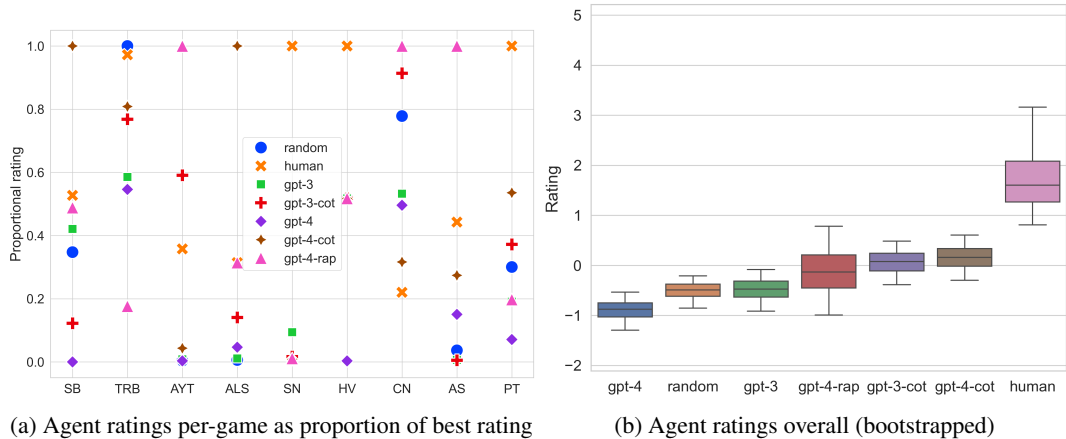 1.0
0.8
0.6
0.4
0.2
0.0
Proportional rating
random
human
gpt-3
gpt-3-cot
gpt-4
gpt-4-cot
gpt-4-rap
SB TRB AYT ALS SN HV CN AS PT
(a) Agent ratings per-game as proportion of best rating
5
4
3
2
1
0
−1
−2
Rating
gpt-4 random gpt-3 gpt-4-rap gpt-3-cot gpt-4-cot human
(b) Agent ratings overall (bootstrapped)